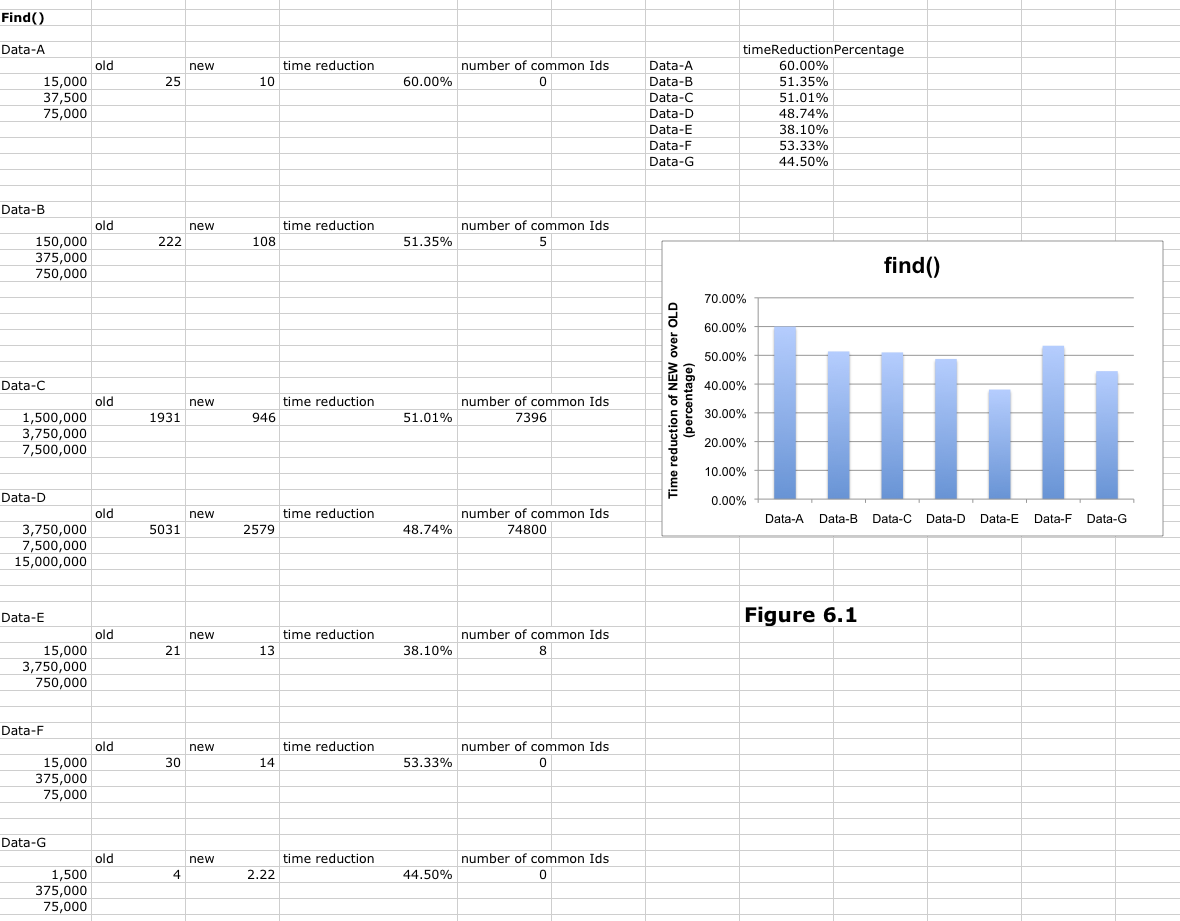 Find()
Data-A
old new time reduction number of common Ids
15,000 25 10 60.00% 0
37,500
75,000
timeReductionPercentage
Data-A 60.00%
Data-B 51.35%
Data-C 51.01%
Data-D 48.74%
Data-E 38.10%
Data-F 53.33%
Data-G 44.50%
Data-B
old new time reduction number of common Ids
150,000 222 108 51.35% 5
375,000
750,000
Data-C
old new time reduction number of common Ids
1,500,000 1931 946 51.01% 7396
3,750,000
7,500,000
Data-D
old new time reduction number of common Ids
3,750,000 5031 2579 48.74% 74800
7,500,000
15,000,000
find()
Time reduction of NEW over OLD
(percentage)
70.00%
60.00%
50.00%
40.00%
30.00%
20.00%
10.00%
0.00%
Data-A Data-B Data-C Data-D Data-E Data-F Data-G
Figure 6.1
Data-E
old new time reduction number of common Ids
15,000 21 13 38.10% 8
3,750,000
750,000
Data-F
old new time reduction number of common Ids
15,000 30 14 53.33% 0
375,000
75,000
Data-G
old new time reduction number of common Ids
1,500 4 2.22 44.50% 0
375,000
75,000